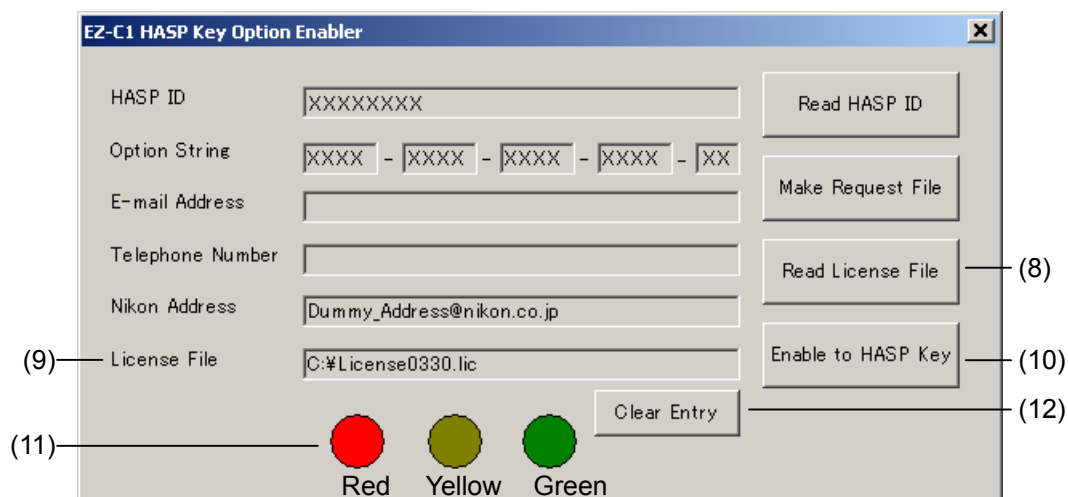 EZ-C1 HASP Key Option Enabler
HASP ID XXXXXXXX Read HASP ID
Option String XXXX - XXXX - XXXX - XXXX - XX
Make Request File
E-mail Address
Telephone Number Read License File (8)
Nikon Address Dummy_Address@nikon.co.jp
(9) License File C:¥License0330.lic Enable to HASP Key (10)
Clear Entry (12)
(11)
Red Yellow Green